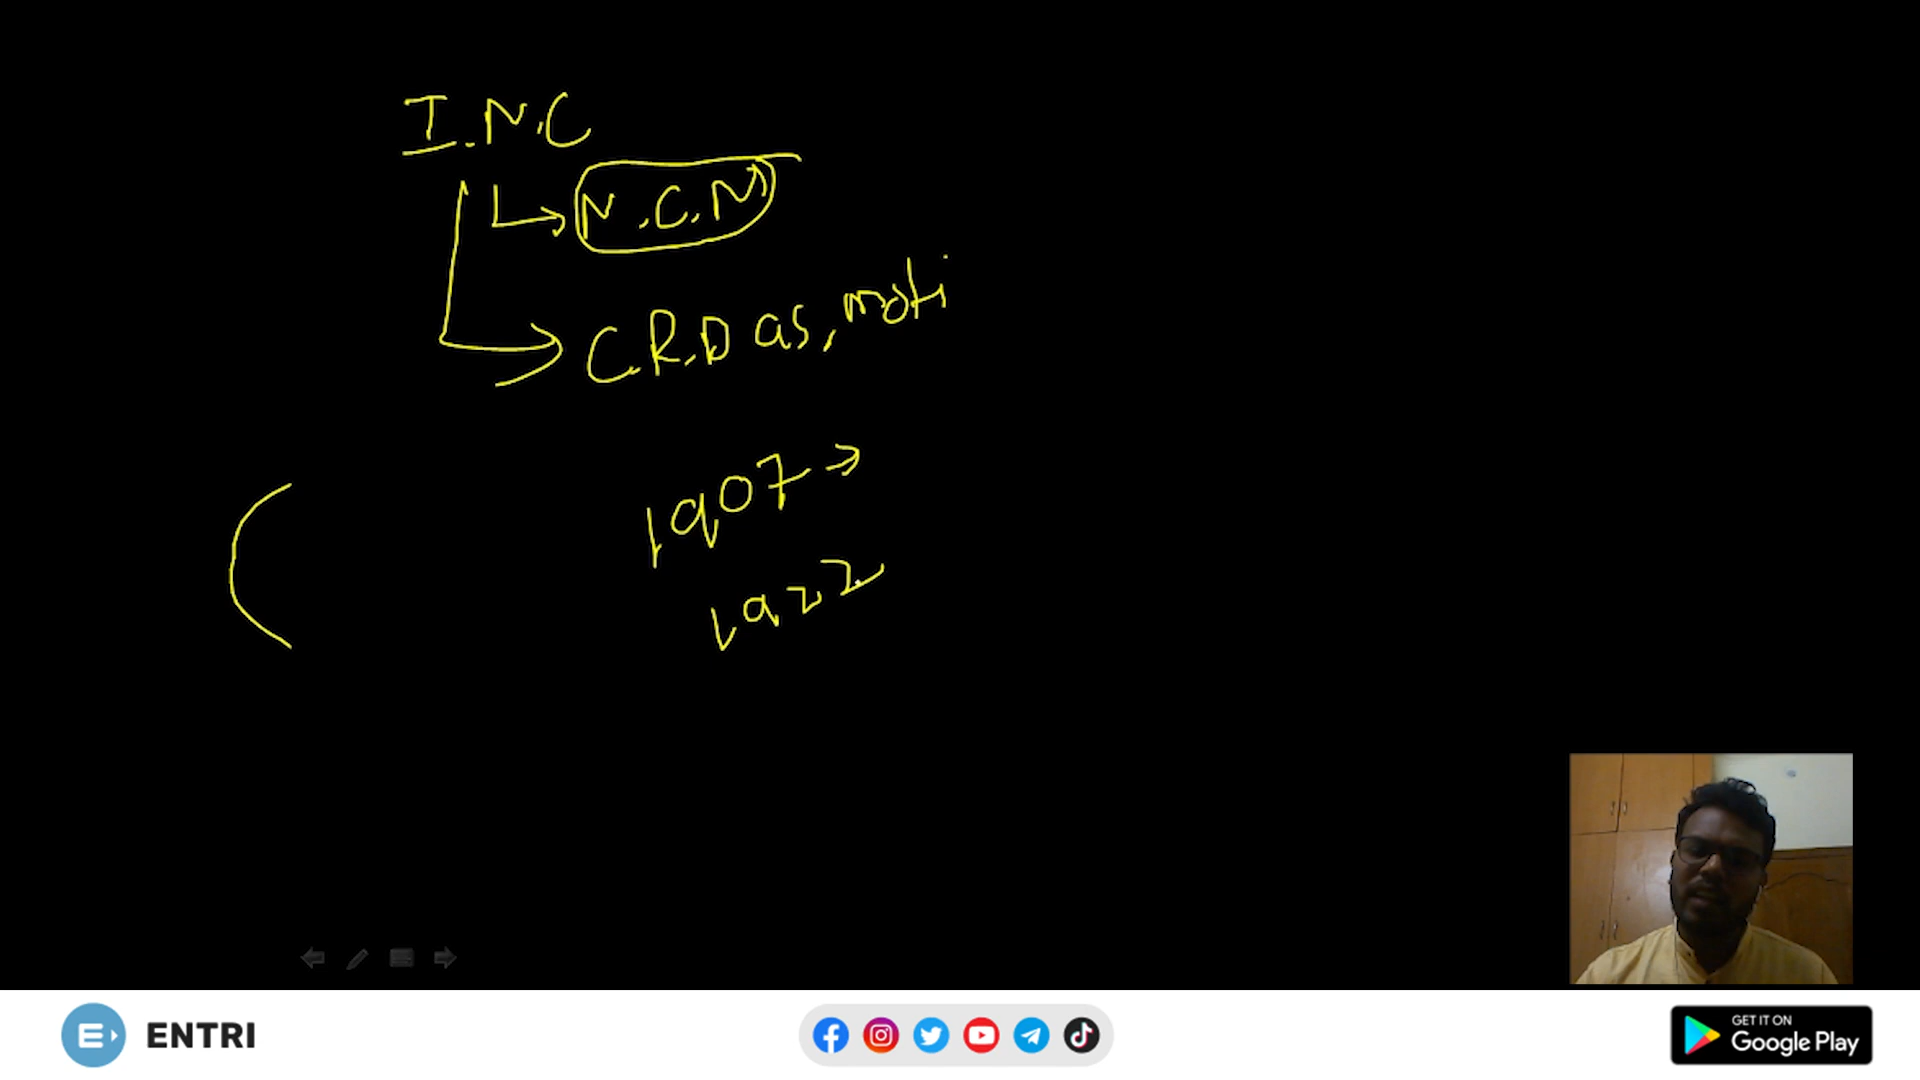 I.N.C
N.C.M
C.R.Das, moti
1907 →
1922
ENTRI
GET IT ON
Google Play